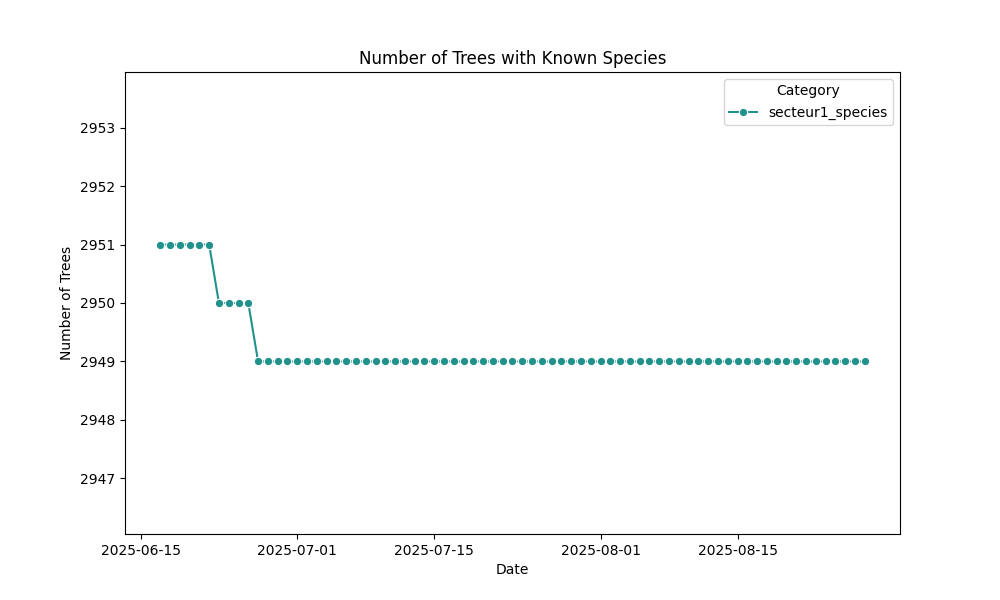 Number of Trees with Known Species
Category
secteur1_species
2953
2952
2951
2950
2949
2948
2947
Number of Trees
2025-06-15
2025-07-01
2025-07-15
2025-08-01
2025-08-15
Date